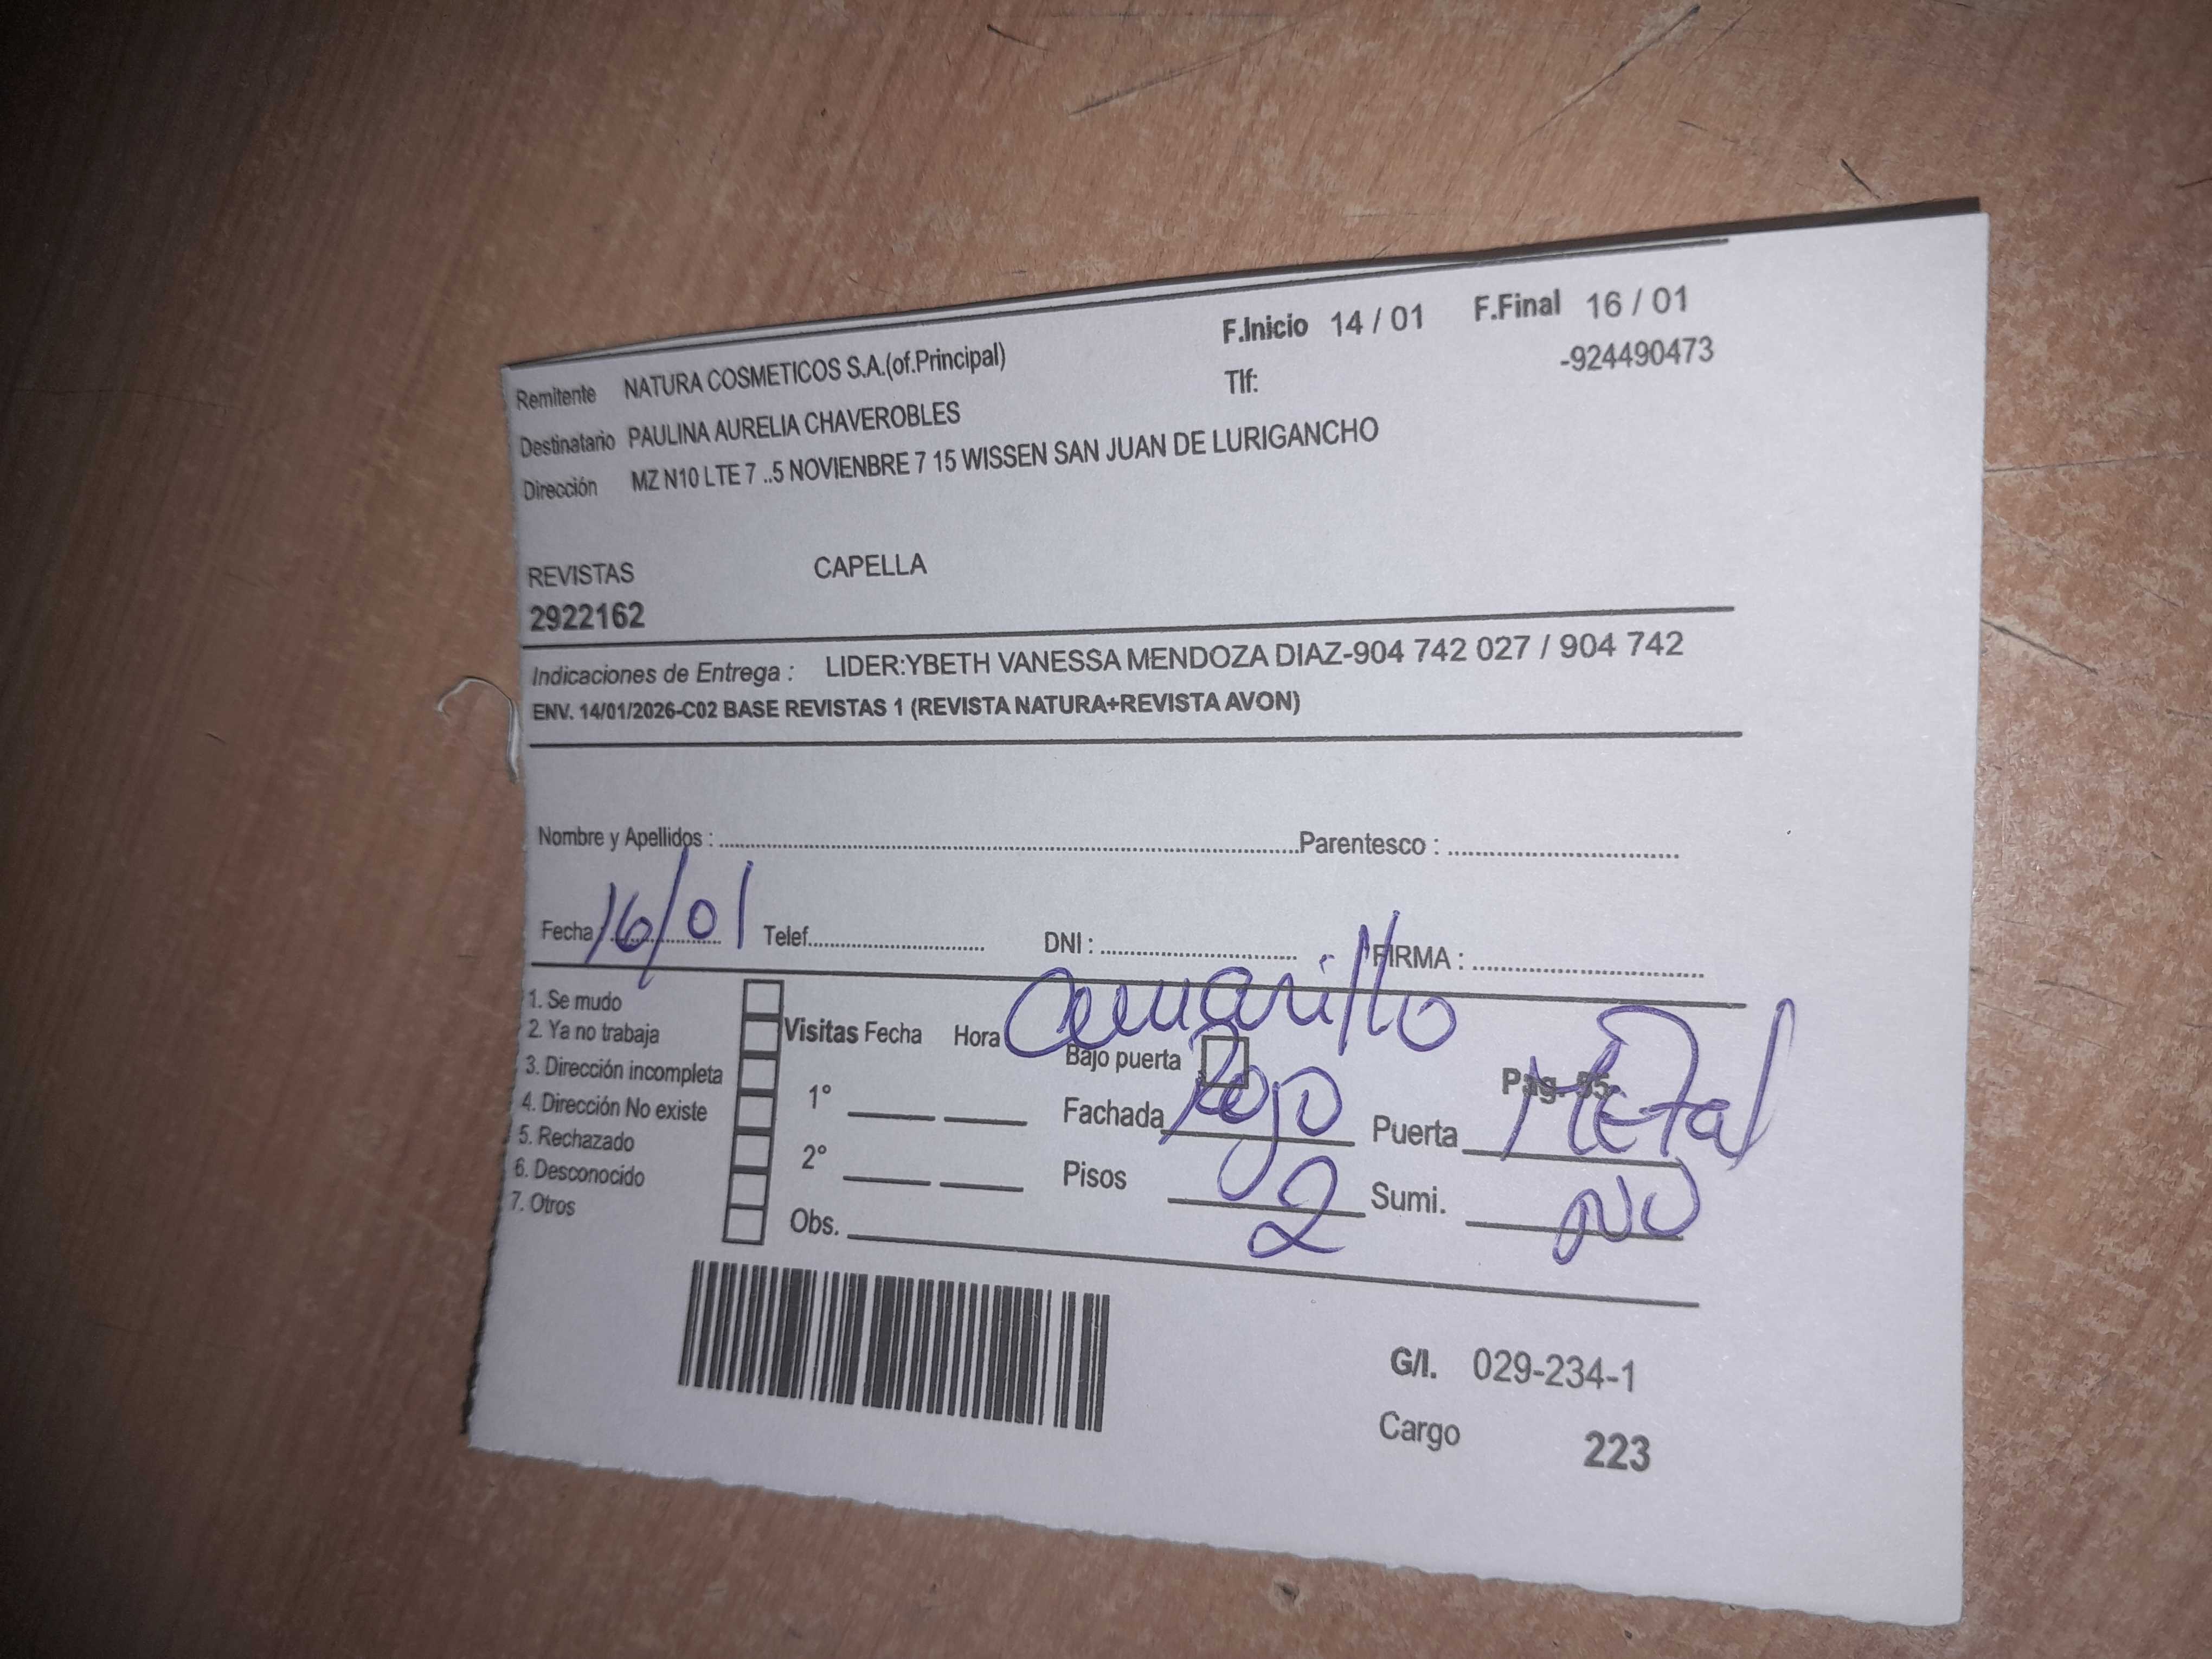 Remitente NATURA COSMETICOS S.A.(of.Principal) F.Inicio 14 / 01 F.Final 16 / 01
Destinatario PAULINA AURELIA CHAVEROBLES Tlf: -924490473
Dirección MZ N10 LTE 7 ..5 NOVIENBRE 7 15 WISSEN SAN JUAN DE LURIGANCHO
REVISTAS CAPELLA
2922162
Indicaciones de Entrega : LIDER:YBETH VANESSA MENDOZA DIAZ-904 742 027 / 904 742
ENV. 14/01/2026-C02 BASE REVISTAS 1 (REVISTA NATURA+REVISTA AVON)
Nombre y Apellidos : Parentesco :
Fecha 16/01 Telef. DNI : FIRMA :
Amarillo
1. Se mudo
2. Ya no trabaja
3. Dirección incompleta
4. Dirección No existe
5. Rechazado
6. Desconocido
7. Otros
Visitas Fecha Hora Bajo puerta Pag.
1° Fachada Rojo Puerta Metal
2° Pisos 2 Sumi. NO
Obs.
G/I. 029-234-1
Cargo 223